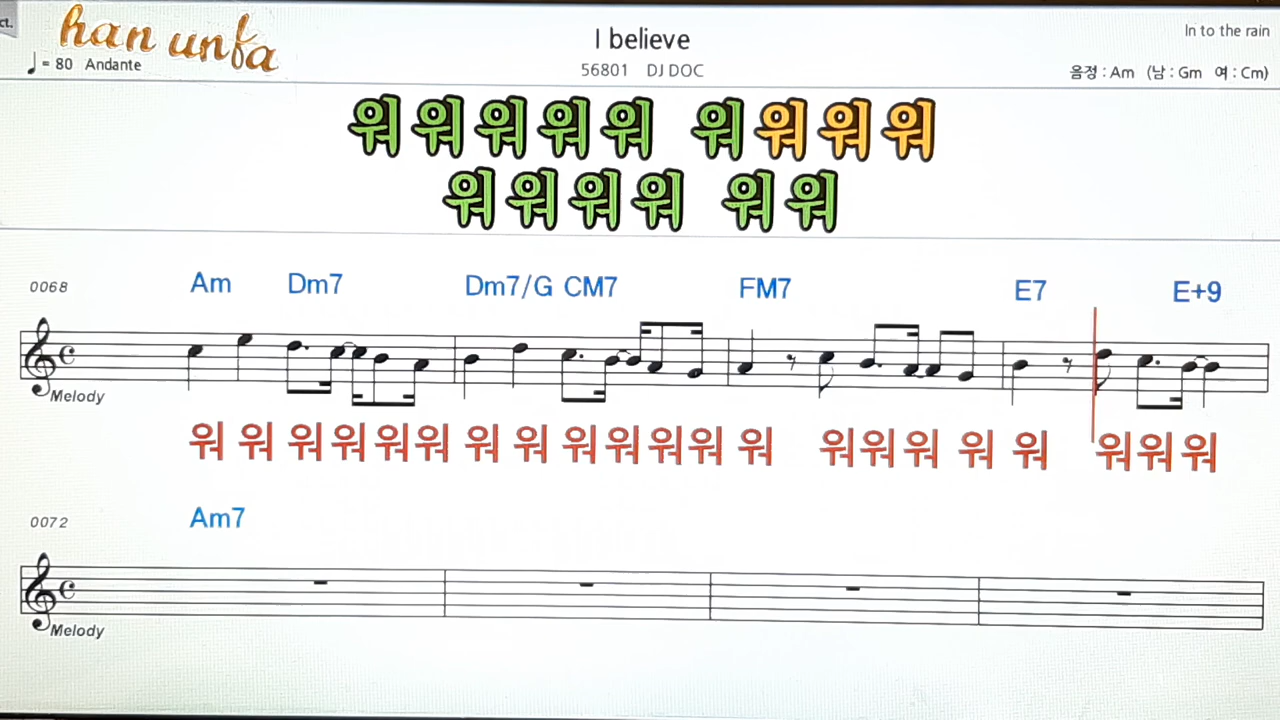 ct.
han unfa
= 80 Andante
I believe
56801 DJ DOC
In to the rain
음정 : Am (남 : Gm 여 : Cm)
워워워워워 워워워워
워워워워 워워
0068
Am Dm7 Dm7/G CM7 FM7 E7 E+9
Melody
워 워 워 워 워 워 워 워 워 워 워 워 워 워 워 워 워 워 워 워 워
0072
Am7
Melody